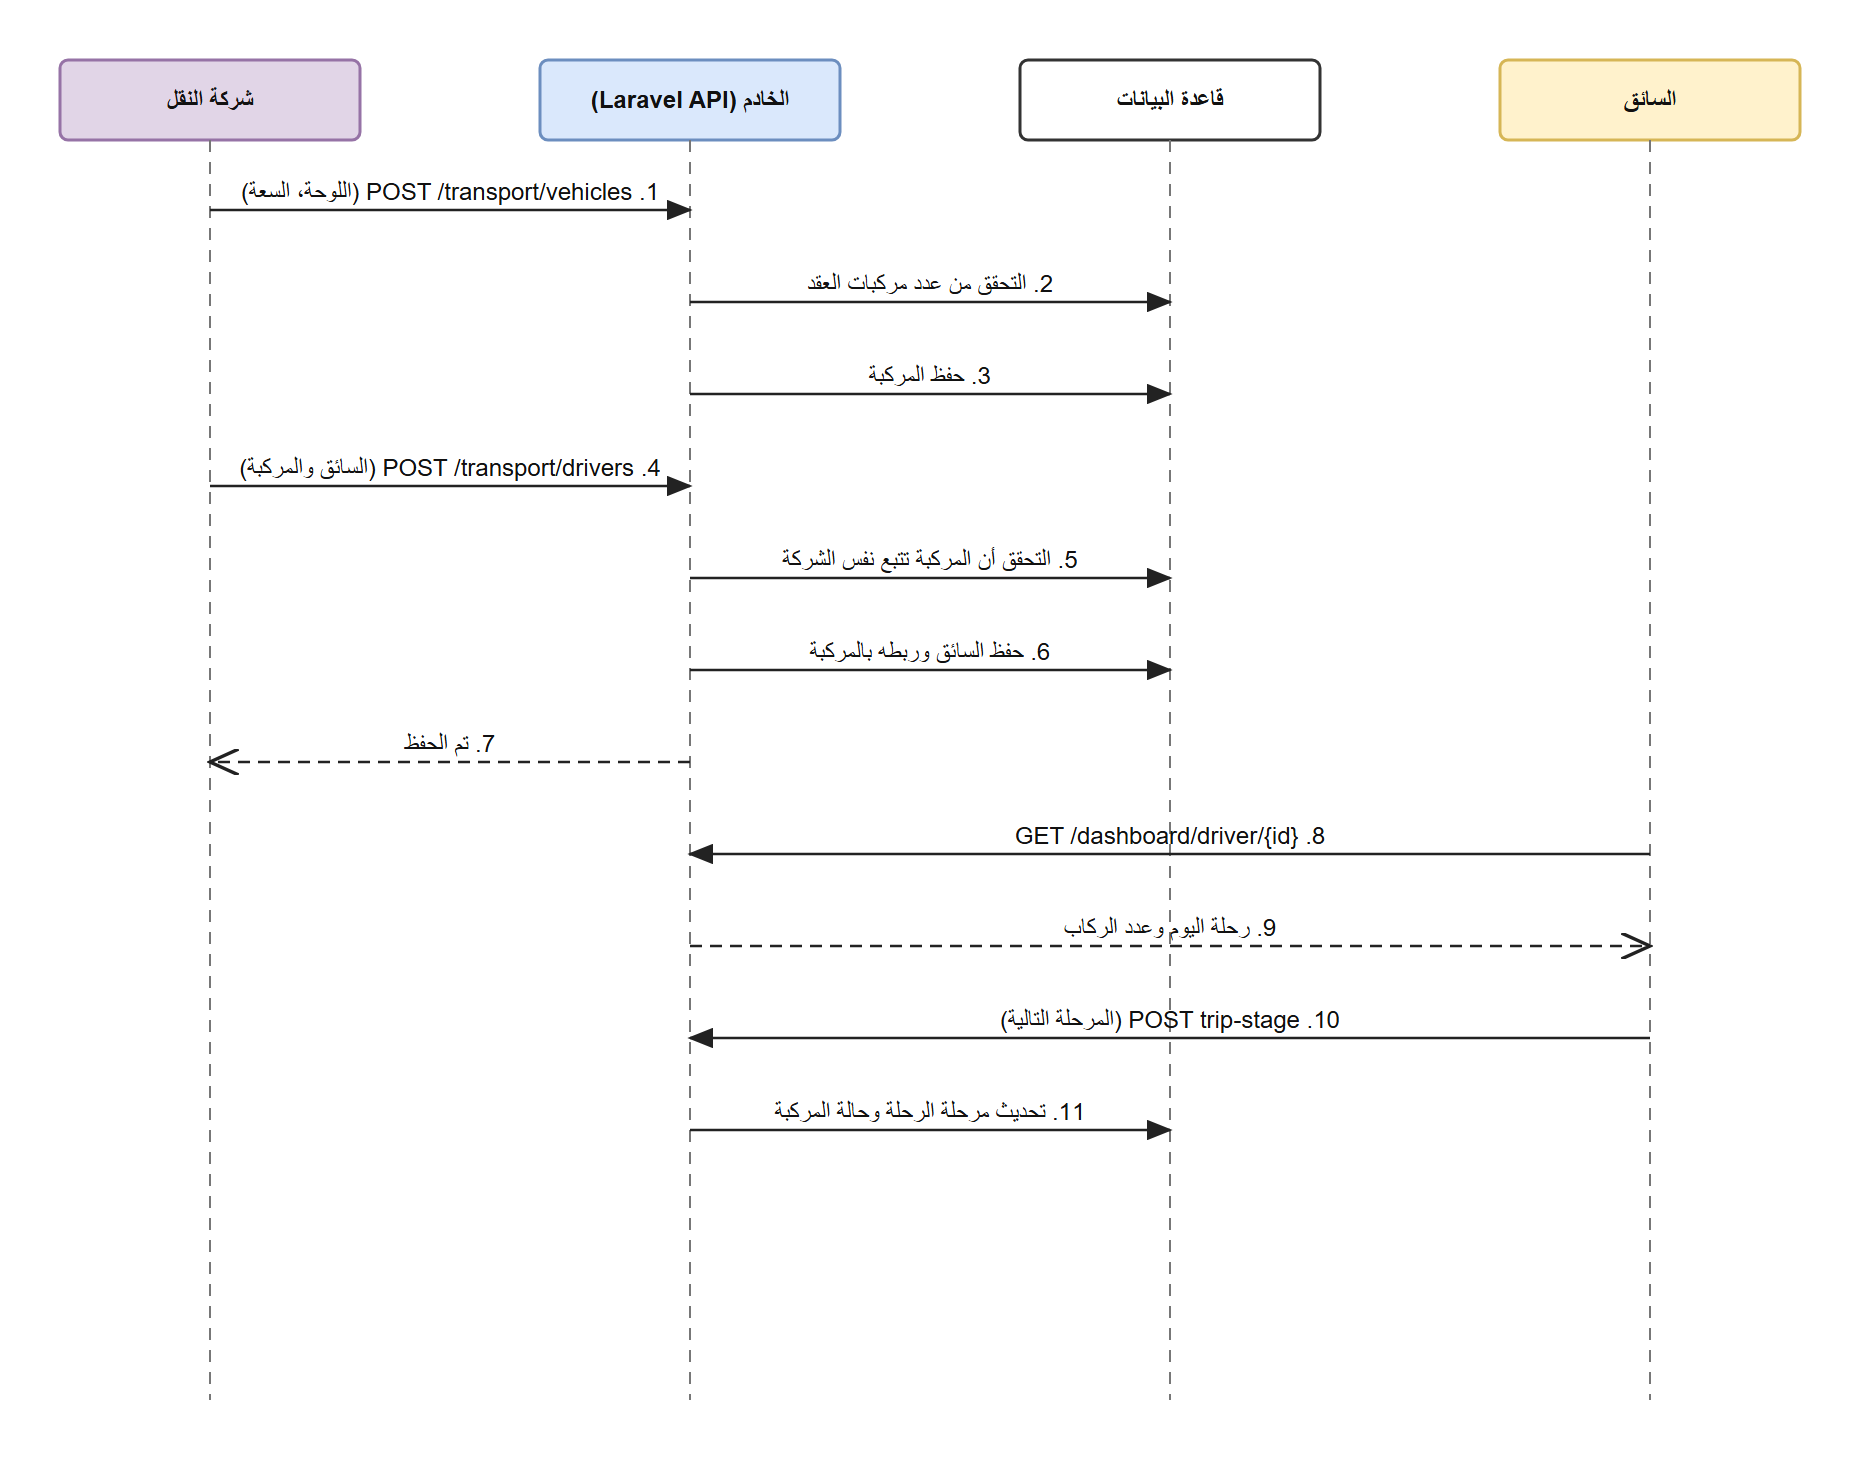 شركة النقل
الخادم (Laravel API)
قاعدة البيانات
السائق
1. POST /transport/vehicles (اللوحة، السعة)
2. التحقق من عدد مركبات العقد
3. حفظ المركبة
4. POST /transport/drivers (السائق والمركبة)
5. التحقق أن المركبة تتبع نفس الشركة
6. حفظ السائق وربطه بالمركبة
7. تم الحفظ
8. GET /dashboard/driver/{id}
9. رحلة اليوم وعدد الركاب
10. POST trip-stage (المرحلة التالية)
11. تحديث مرحلة الرحلة وحالة المركبة